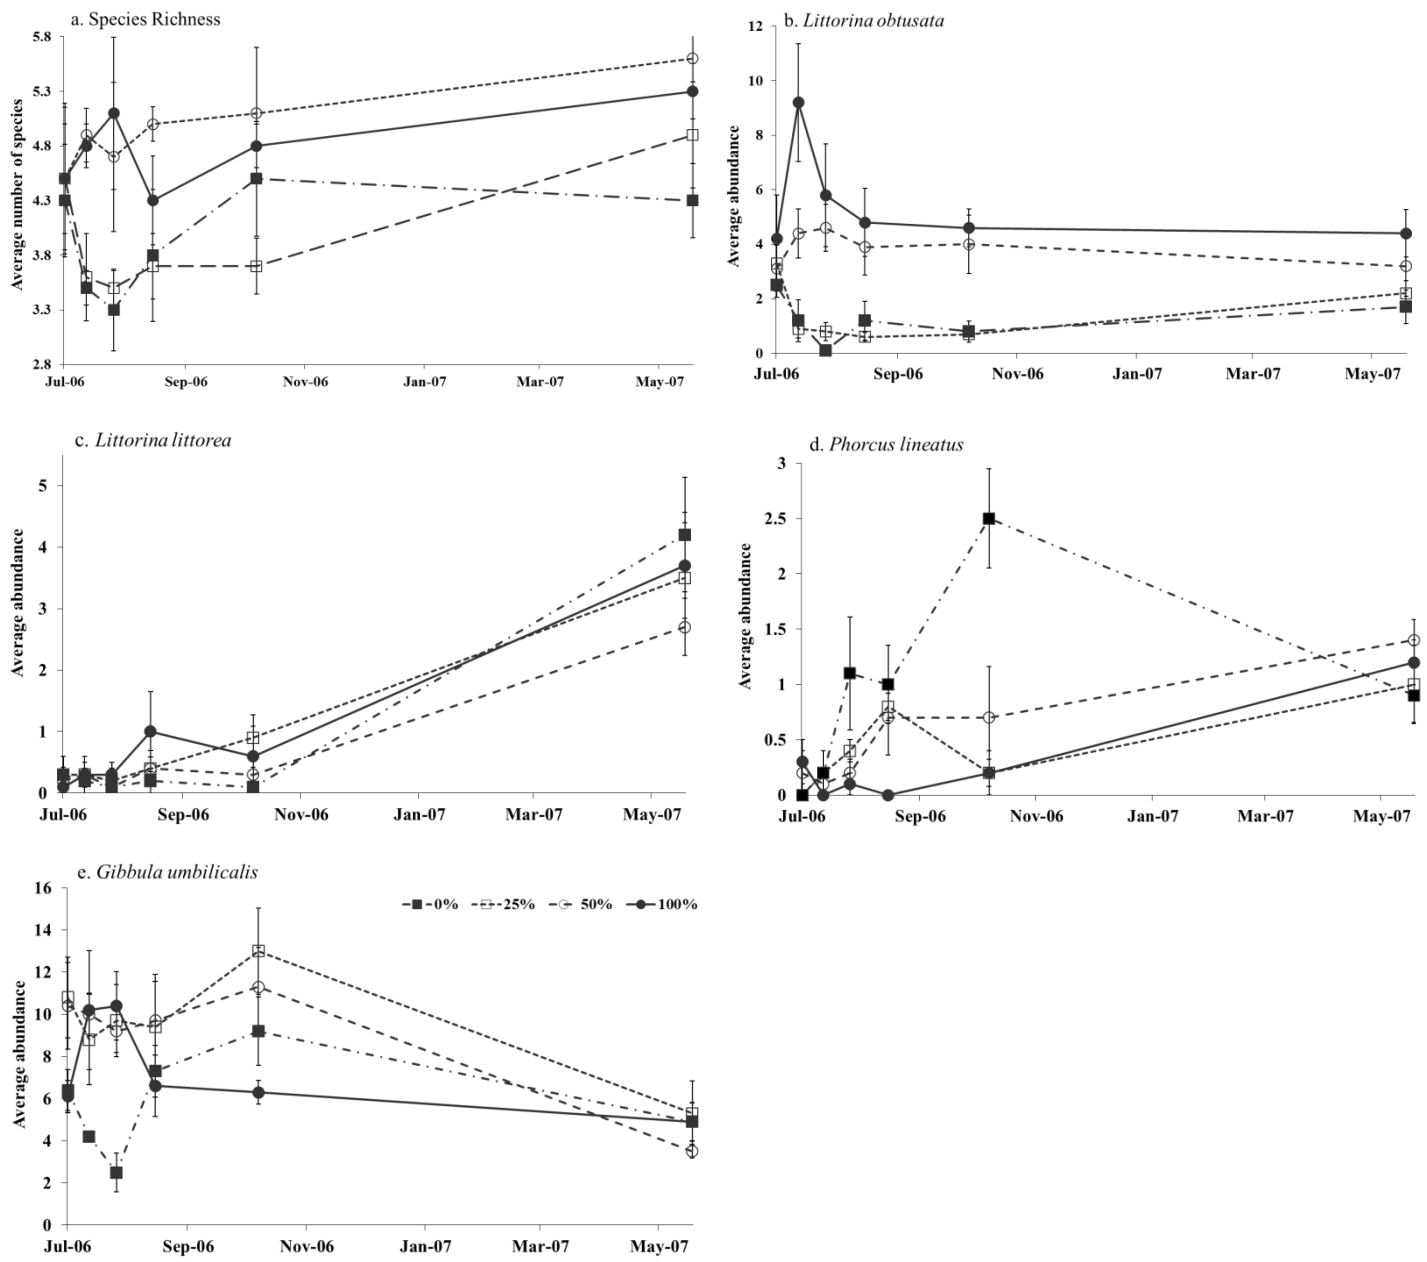 a. Species Richness
5.8
5.3
4.8
4.3
3.8
3.3
2.8
Average number of species
Jul-06 Sep-06 Nov-06 Jan-07 Mar-07 May-07
b. Littorina obtusata
12
10
8
6
4
2
0
Average abundance
Jul-06 Sep-06 Nov-06 Jan-07 Mar-07 May-07
c. Littorina littorea
5
4
3
2
1
0
Average abundance
Jul-06 Sep-06 Nov-06 Jan-07 Mar-07 May-07
d. Phorcus lineatus
3
2.5
2
1.5
1
0.5
0
Average abundance
Jul-06 Sep-06 Nov-06 Jan-07 Mar-07 May-07
e. Gibbula umbilicalis
0% 25% 50% 100%
16
14
12
10
8
6
4
2
0
Average abundance
Jul-06 Sep-06 Nov-06 Jan-07 Mar-07 May-07